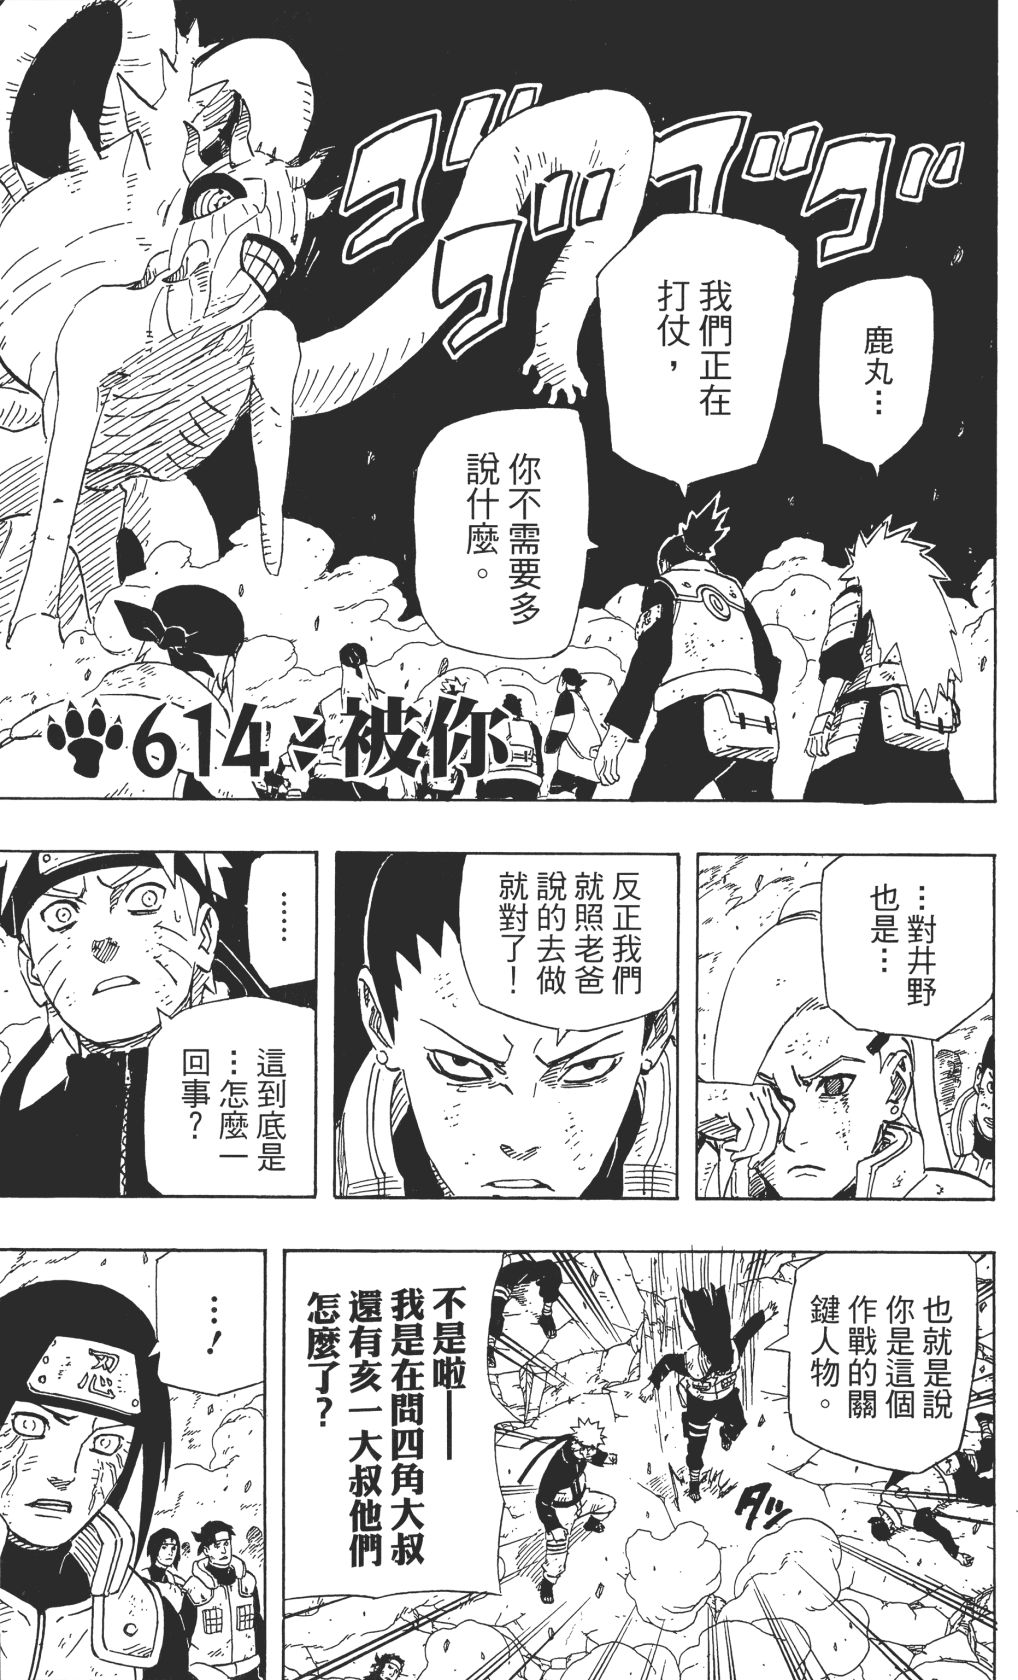 ゴゴゴゴゴ
鹿丸…
我們正在
打仗，
你不需要多
說什麼。
614：被你
…對井野
也是…
反正我們
就照老爸
說的去做
就對了！
……
這到底是
…怎麼一
回事？
也就是說
你是這個
作戰的關
鍵人物。
ダッ
不是啦——
我是在問四角大叔
還有亥一大叔他們
怎麼了？
…！
忍